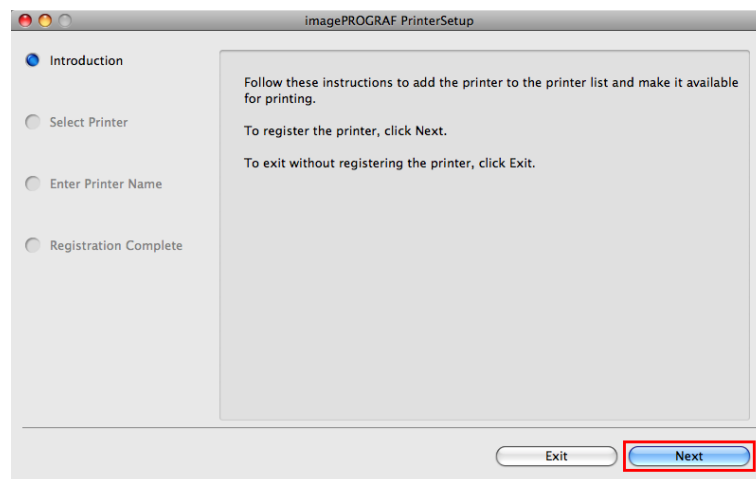 imagePROGRAF PrinterSetup
Introduction
Select Printer
Enter Printer Name
Registration Complete
Follow these instructions to add the printer to the printer list and make it available
for printing.
To register the printer, click Next.
To exit without registering the printer, click Exit.
Exit
Next